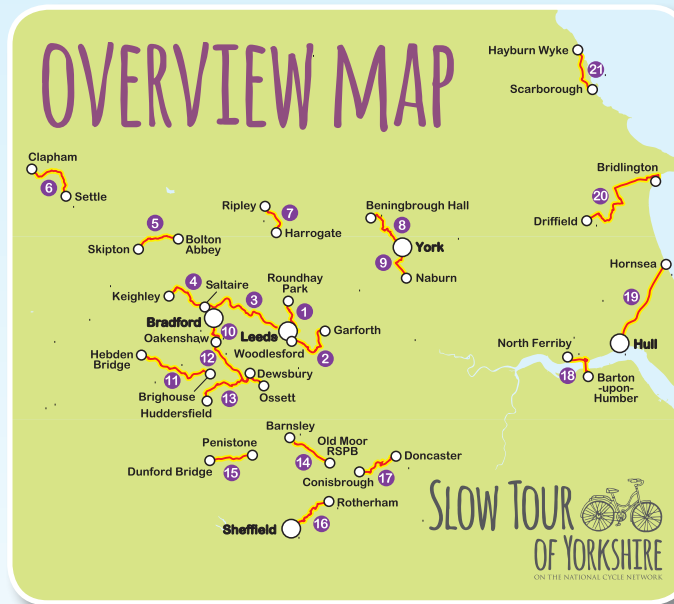 OVERVIEW MAP
Hayburn Wyke
21
Scarborough
Clapham
6
Settle
Bridlington
20
Driffield
Ripley
7
Harrogate
Beningbrough Hall
8
York
9
Naburn
5
Skipton
Bolton
Abbey
Hornsea
19
Hull
4
Saltaire
Keighley
3
Roundhay
Park
1
Bradford
10
Leeds
Garforth
Oakenshaw
Woodlesford
2
North Ferriby
18
Barton
-upon-
Humber
Hebden
Bridge
12
11
Dewsbury
Brighouse
13
Ossett
Huddersfield
Barnsley
Old Moor
RSPB
14
Penistone
Dunford Bridge
15
Doncaster
Conisbrough
17
Rotherham
Sheffield
16
SLOW TOUR
OF YORKSHIRE
ON THE NATIONAL CYCLE NETWORK